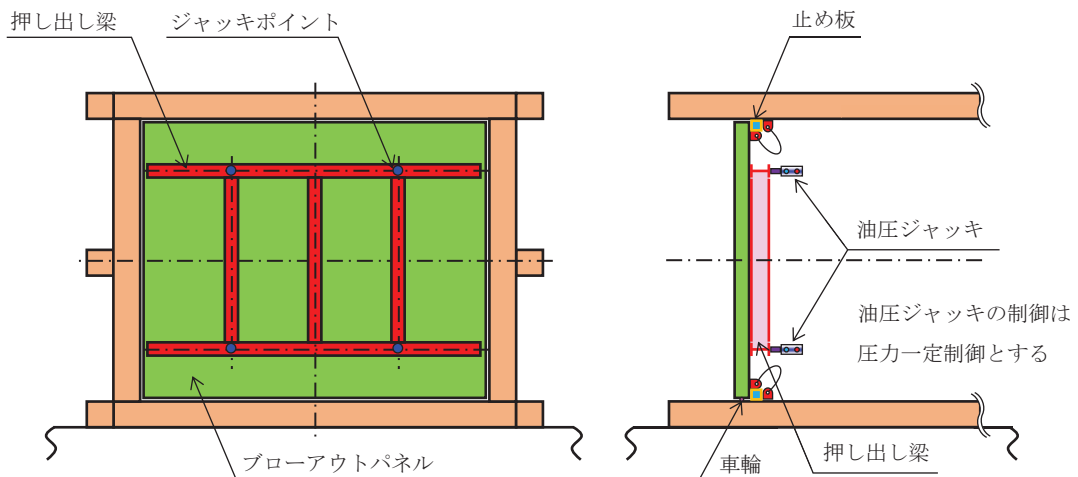 押し出し梁
ジャッキポイント
止め板
油圧ジャッキ
油圧ジャッキの制御は
圧力一定制御とする
ブローアウトパネル
車輪
押し出し梁